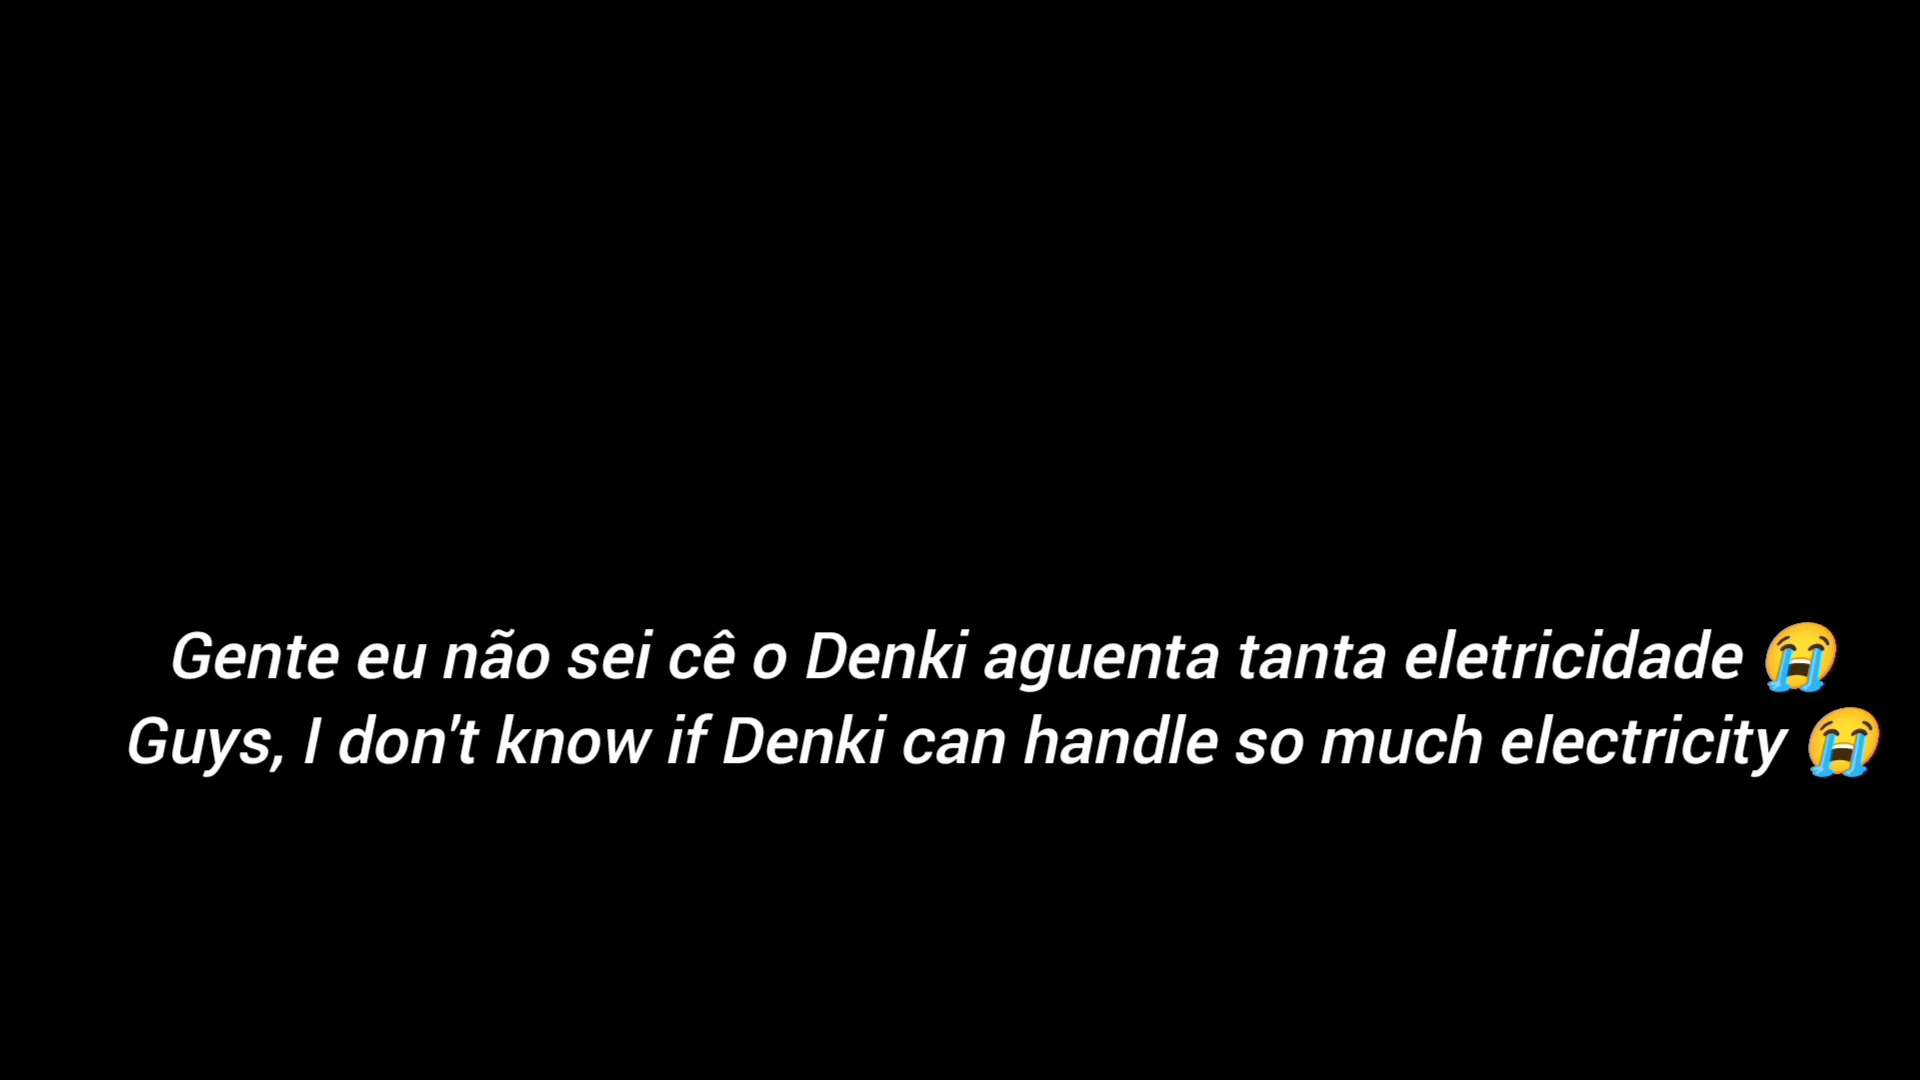 Gente eu não sei cê o Denki aguenta tanta eletricidade 😭
Guys, I don't know if Denki can handle so much electricity 😭